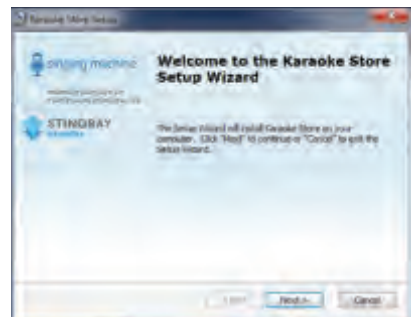 Karaoke Store Setup
singing machine
Welcome to the Karaoke Store
Setup Wizard
STINGRAY
The Setup Wizard will install Karaoke Store on your
computer. Click "Next" to continue or "Cancel" to exit the
Setup Wizard.
Next >
Cancel